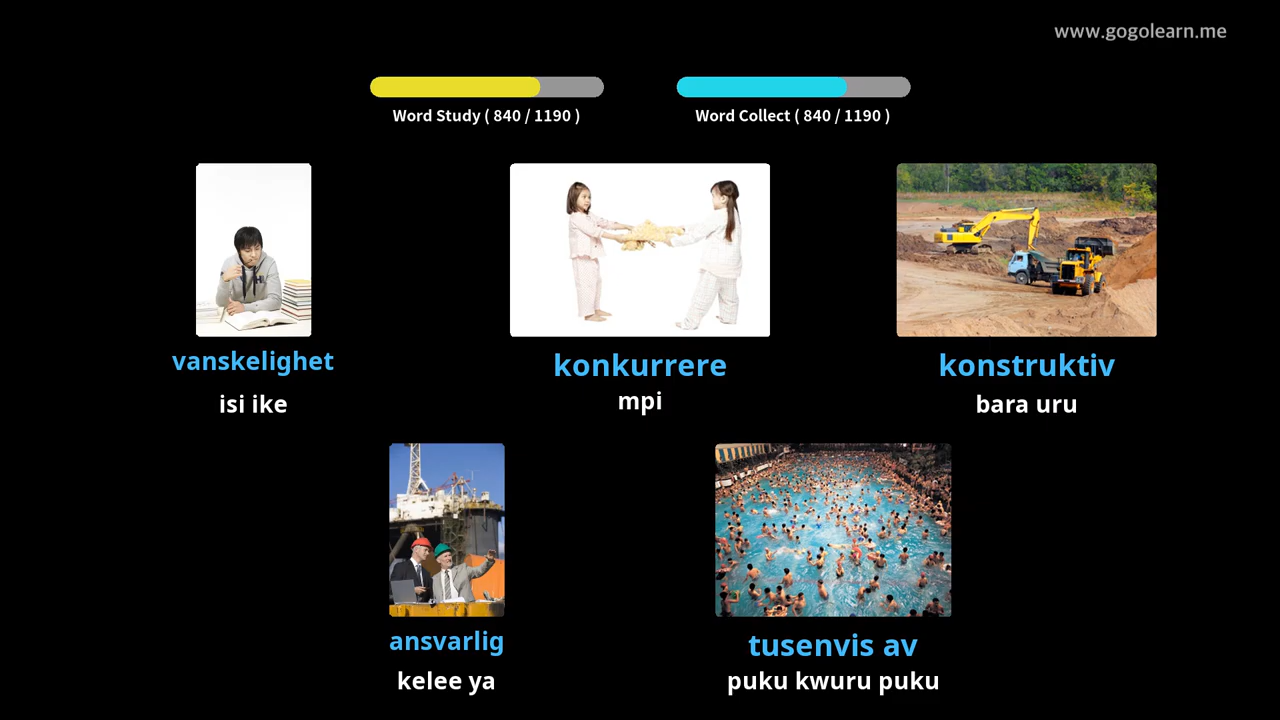 www.gogolearn.me
Word Study ( 840 / 1190 )
Word Collect ( 840 / 1190 )
vanskelighet
isi ike
konkurrere
mpi
konstruktiv
bara uru
ansvarlig
kelee ya
tusenvis av
puku kwuru puku